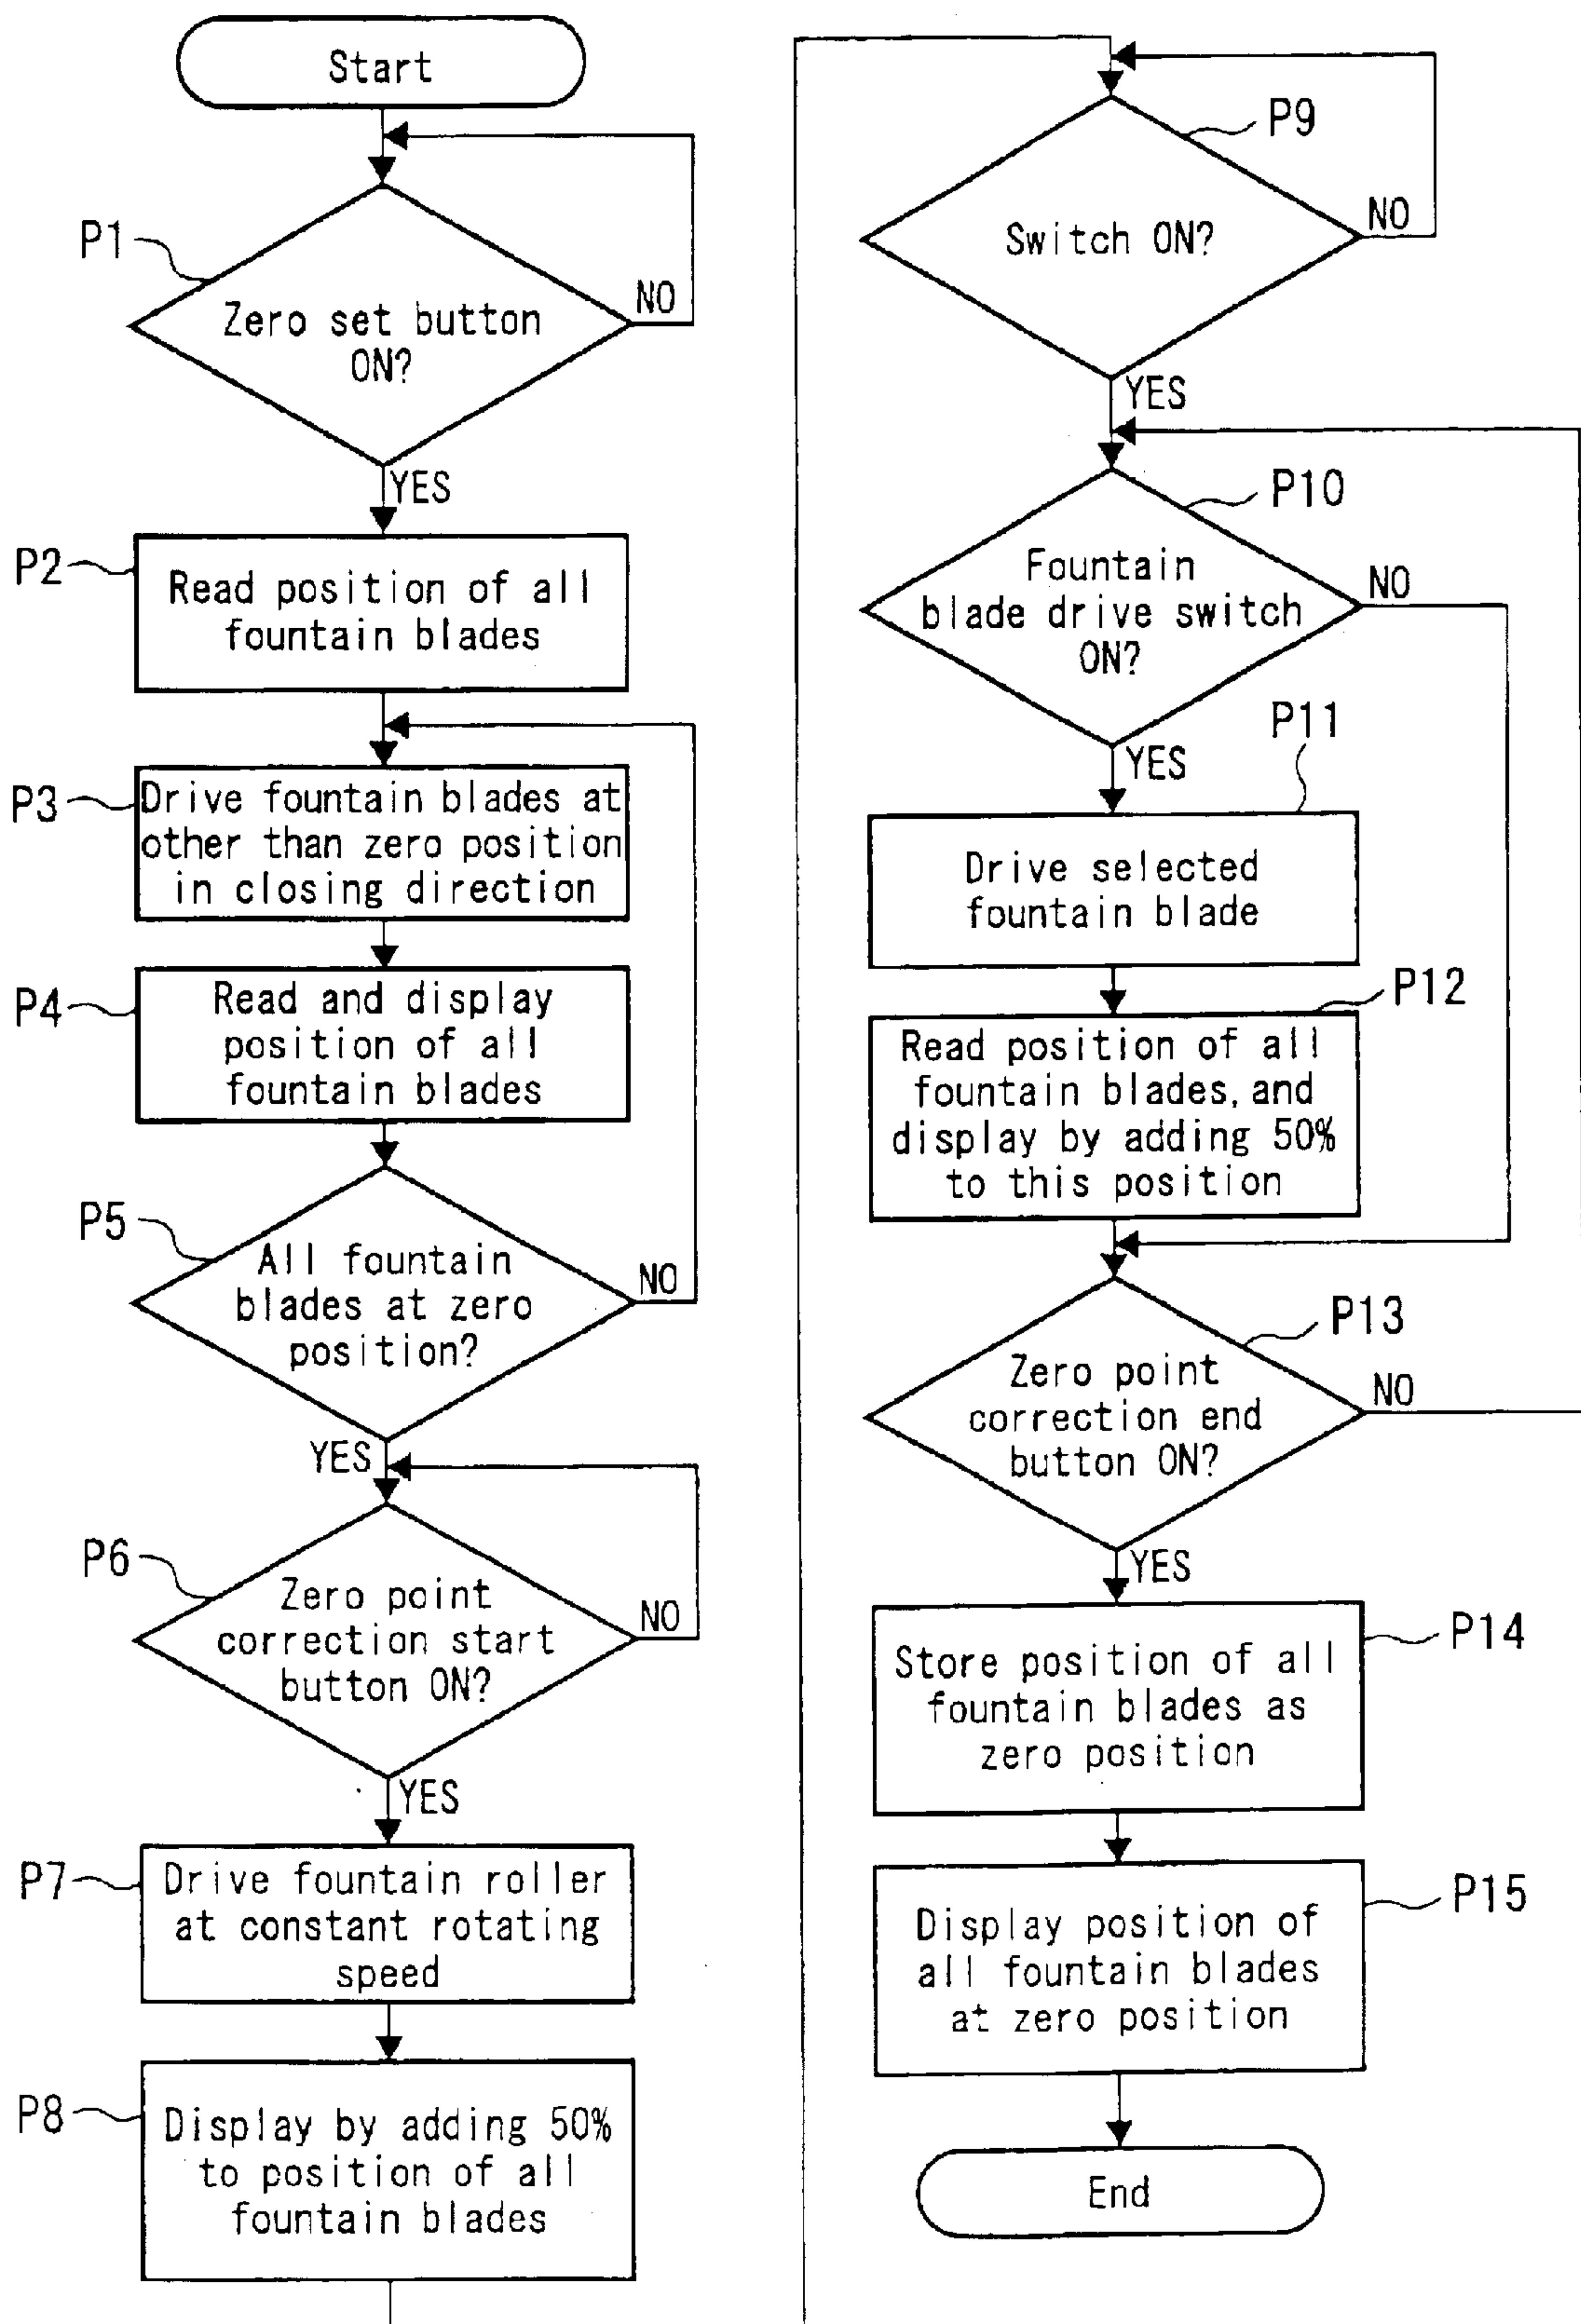 Start
P1
Zero set button
ON?
NO
YES
P2
Read position of all
fountain blades
P3
Drive fountain blades at
other than zero position
in closing direction
P4
Read and display
position of all
fountain blades
P5
All fountain
blades at zero
position?
NO
YES
P6
Zero point
correction start
button ON?
NO
YES
P7
Drive fountain roller
at constant rotating
speed
P8
Display by adding 50%
to position of all
fountain blades
P9
Switch ON?
NO
YES
P10
Fountain
blade drive switch
ON?
NO
YES
P11
Drive selected
fountain blade
P12
Read position of all
fountain blades, and
display by adding 50%
to this position
P13
Zero point
correction end
button ON?
NO
YES
P14
Store position of all
fountain blades as
zero position
P15
Display position of
all fountain blades
at zero position
End